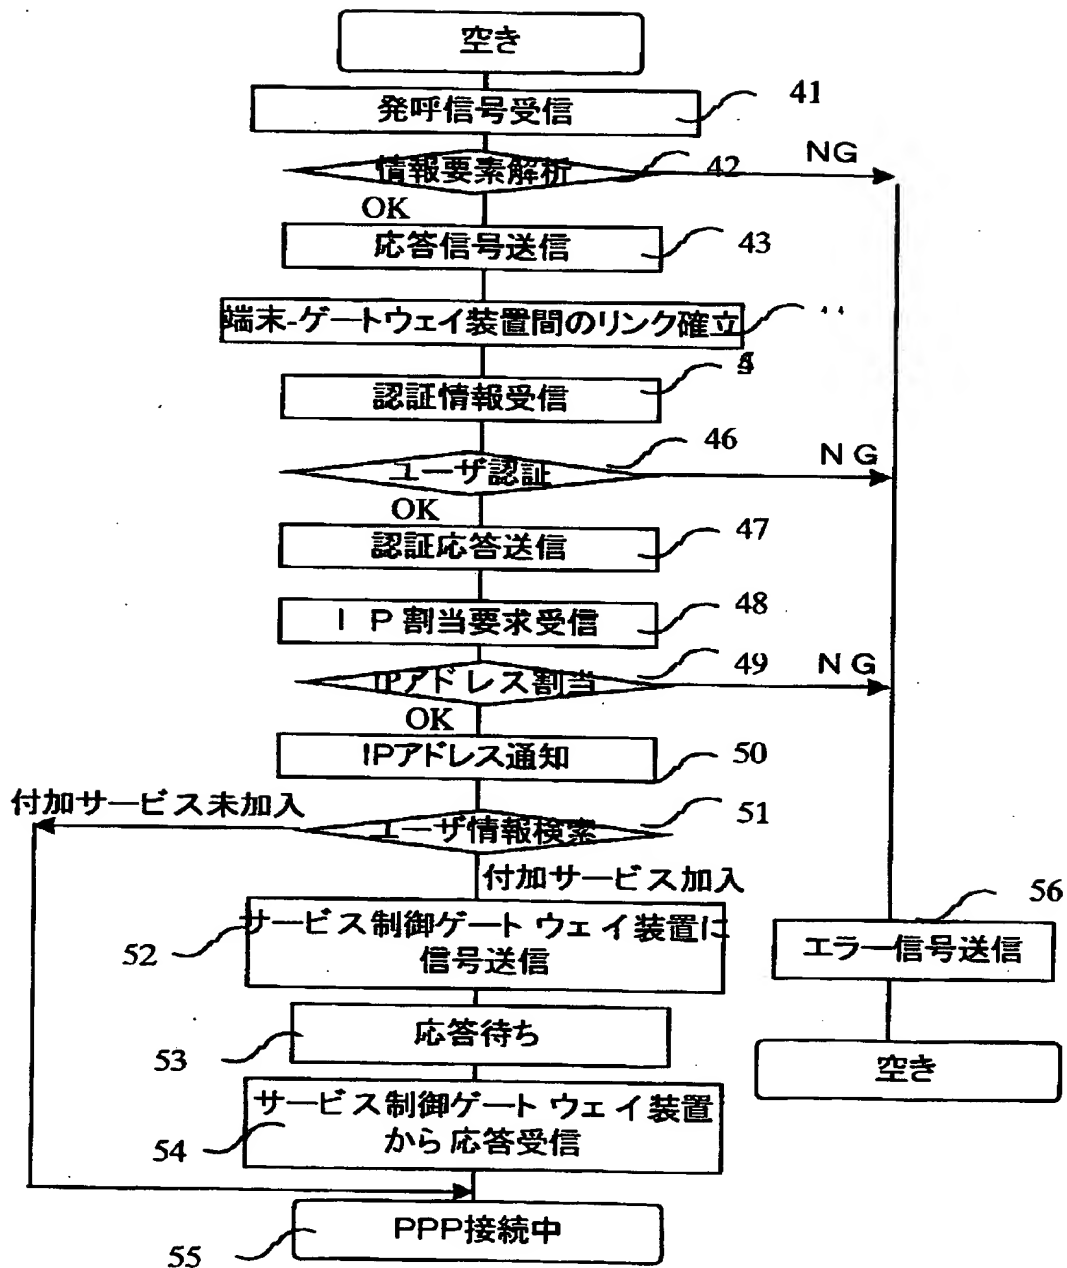 空き
発呼信号受信
41
情報要素解析
42
NG
OK
応答信号送信
43
端末-ゲートウェイ装置間のリンク確立
認証情報受信
ユーザ認証
46
NG
OK
認証応答送信
47
IP割当要求受信
48
IPアドレス割当
49
NG
OK
IPアドレス通知
50
付加サービス未加入
ユーザ情報検索
51
付加サービス加入
サービス制御ゲートウェイ装置に
信号送信
52
エラー信号送信
56
応答待ち
53
空き
サービス制御ゲートウェイ装置
から応答受信
54
PPP接続中
55